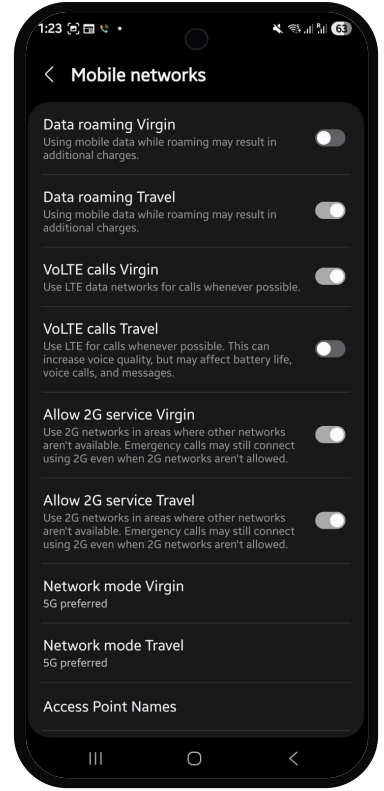 1:23
63
Mobile networks
Data roaming Virgin
Using mobile data while roaming may result in
additional charges.
Data roaming Travel
Using mobile data while roaming may result in
additional charges.
VoLTE calls Virgin
Use LTE data networks for calls whenever possible.
VoLTE calls Travel
Use LTE for calls whenever possible. This can
increase voice quality, but may affect battery life,
voice calls, and messages.
Allow 2G service Virgin
Use 2G networks in areas where other networks
aren't available. Emergency calls may still connect
using 2G even when 2G networks aren't allowed.
Allow 2G service Travel
Use 2G networks in areas where other networks
aren't available. Emergency calls may still connect
using 2G even when 2G networks aren't allowed.
Network mode Virgin
5G preferred
Network mode Travel
5G preferred
Access Point Names